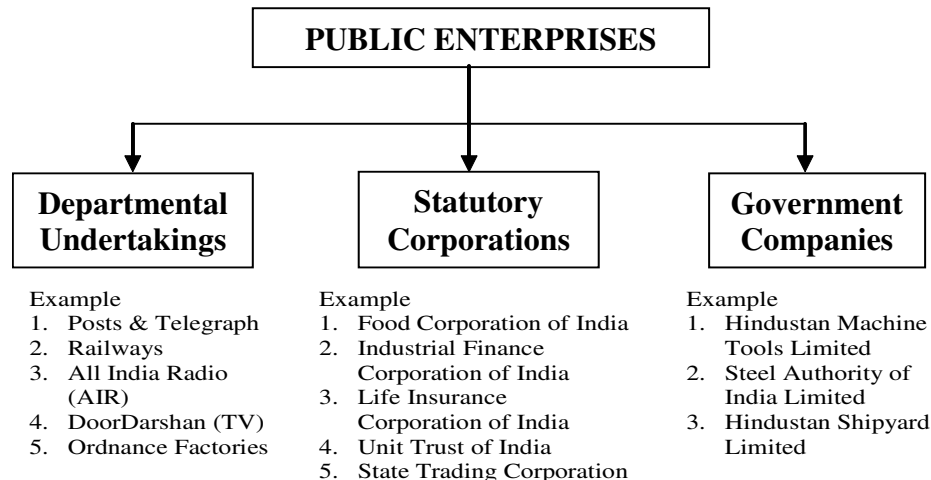 PUBLIC ENTERPRISES
Departmental
Undertakings
Example
1. Posts & Telegraph
2. Railways
3. All India Radio
(AIR)
4. DoorDarshan (TV)
5. Ordnance Factories
Statutory
Corporations
Example
1. Food Corporation of India
2. Industrial Finance
Corporation of India
3. Life Insurance
Corporation of India
4. Unit Trust of India
5. State Trading Corporation
Government
Companies
Example
1. Hindustan Machine
Tools Limited
2. Steel Authority of
India Limited
3. Hindustan Shipyard
Limited